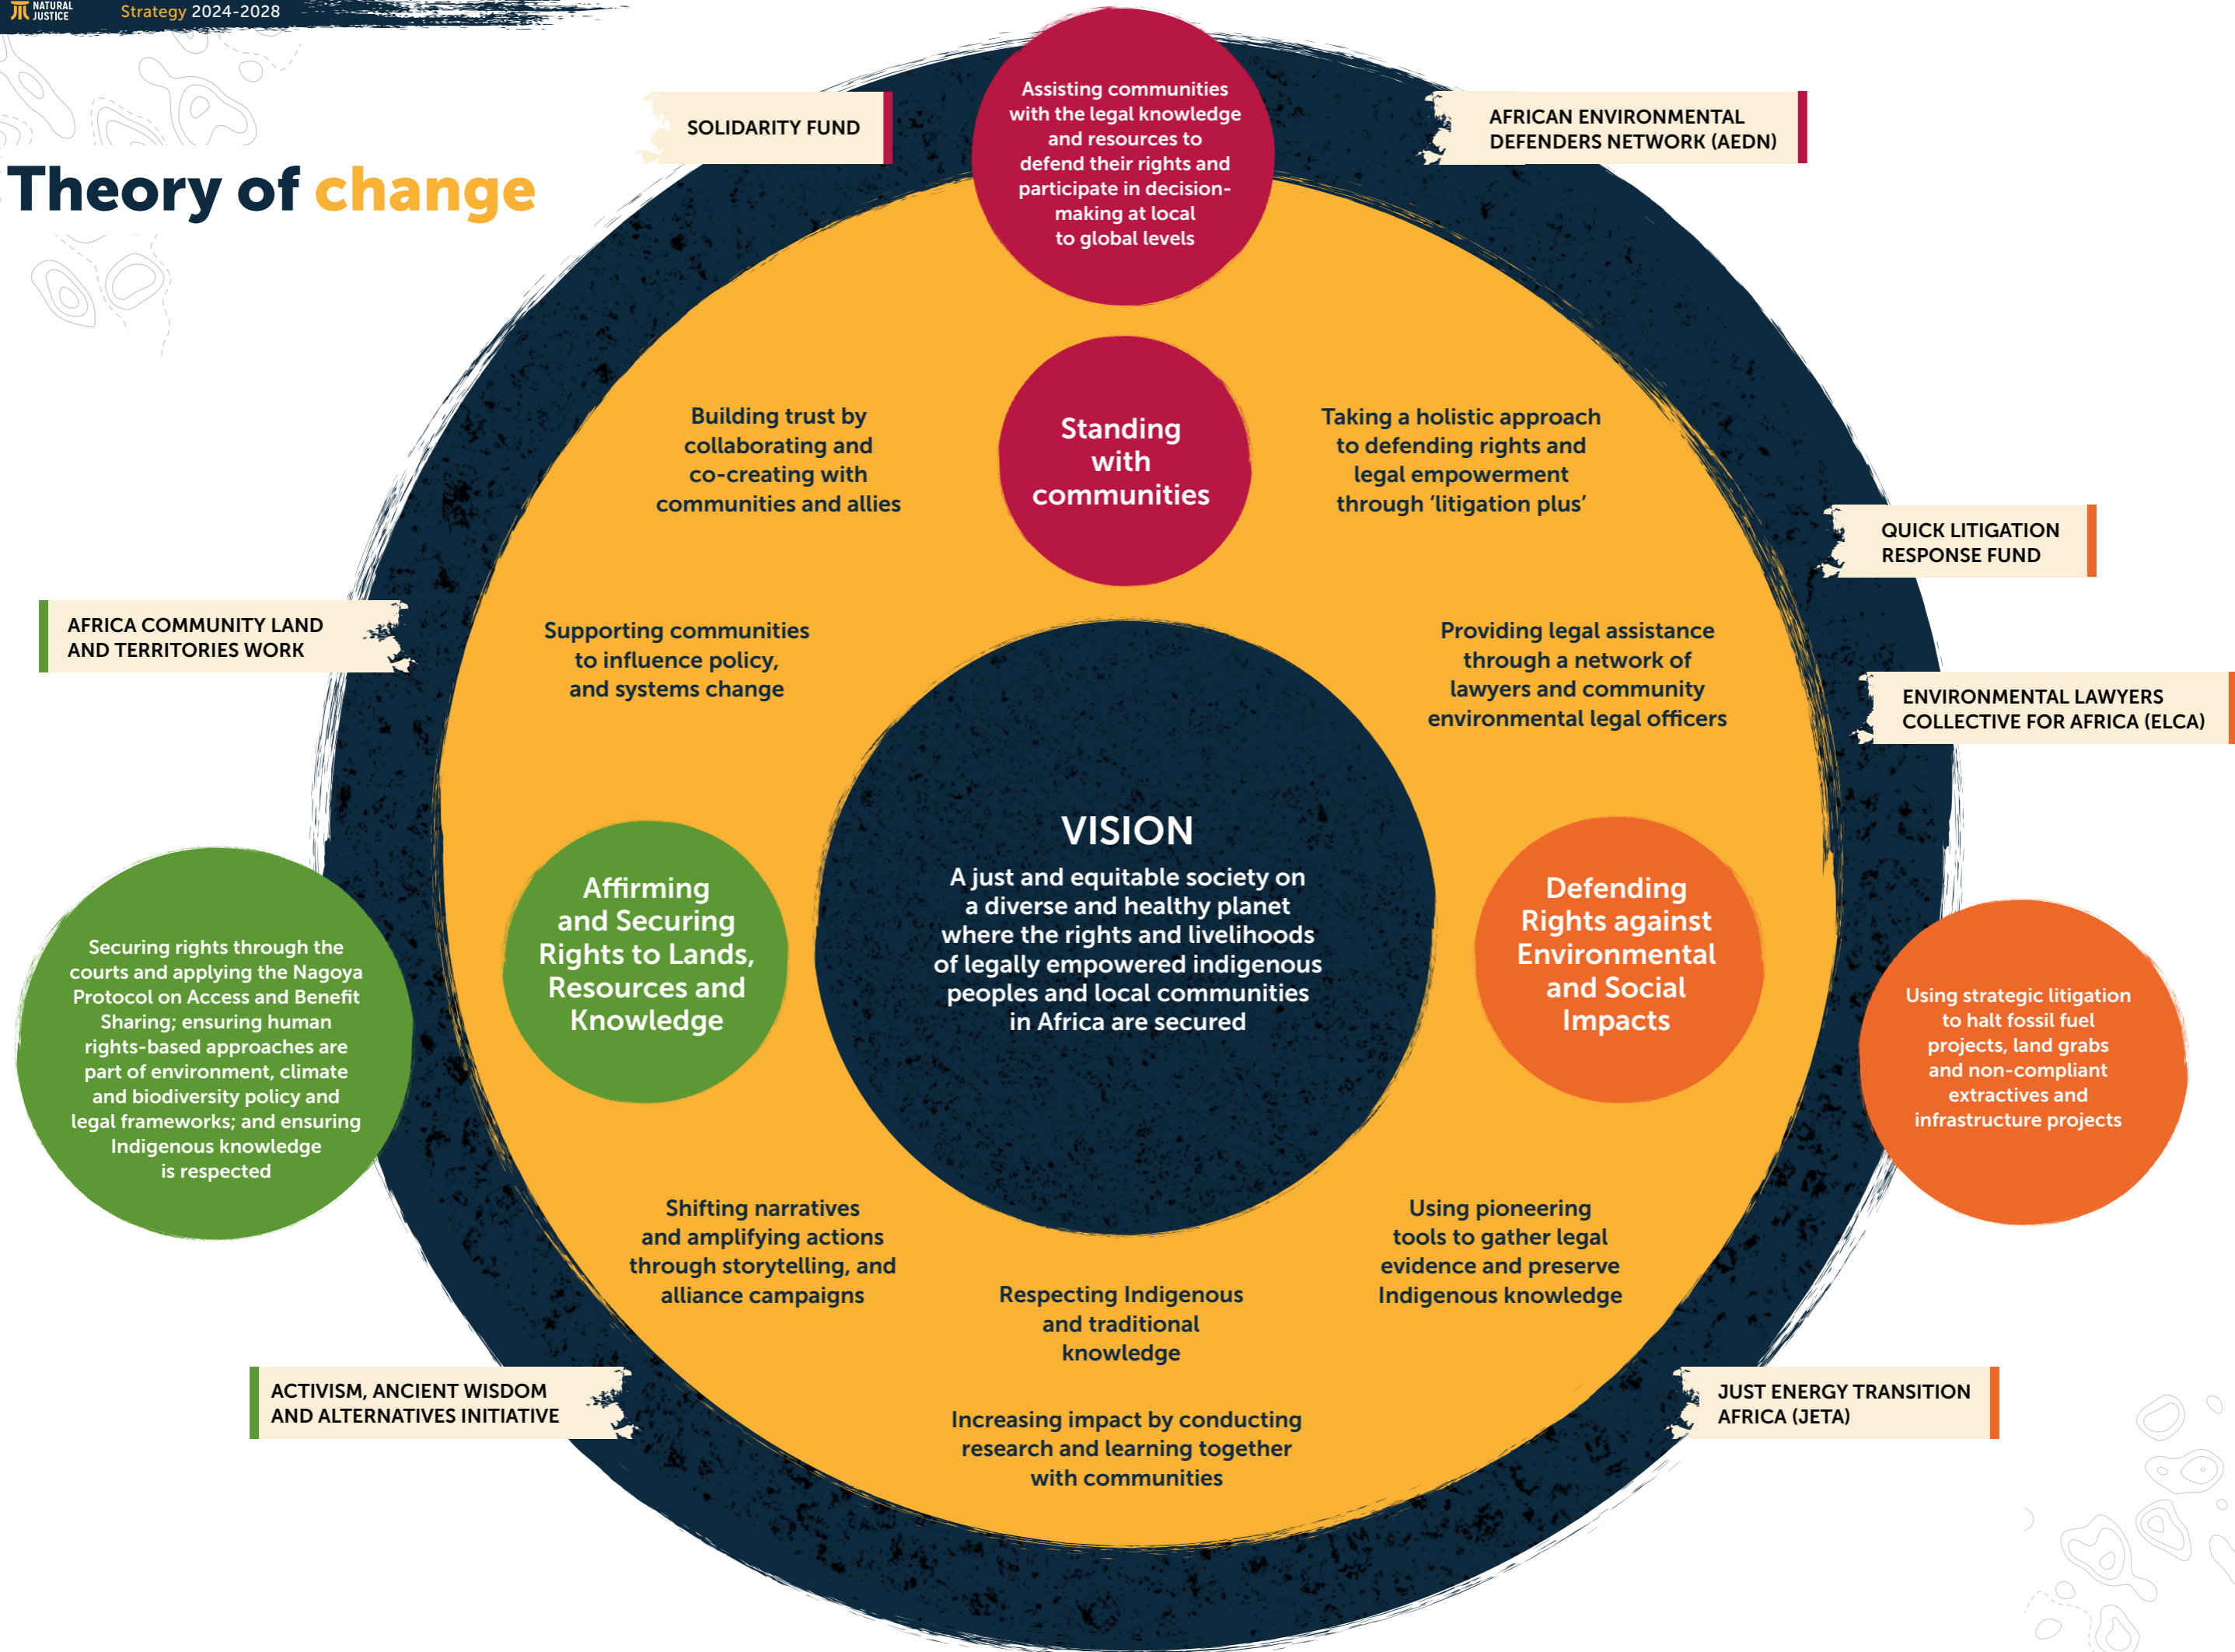 NATURAL
JUSTICE
Strategy 2024-2028
Theory of change
SOLIDARITY FUND
Assisting communities
with the legal knowledge
and resources to
defend their rights and
participate in decision-
making at local
to global levels
AFRICAN ENVIRONMENTAL
DEFENDERS NETWORK (AEDN)
Building trust by
collaborating and
co-creating with
communities and allies
Standing
with
communities
Taking a holistic approach
to defending rights and
legal empowerment
through ‘litigation plus’
QUICK LITIGATION
RESPONSE FUND
AFRICA COMMUNITY LAND
AND TERRITORIES WORK
Supporting communities
to influence policy,
and systems change
Providing legal assistance
through a network of
lawyers and community
environmental legal officers
ENVIRONMENTAL LAWYERS
COLLECTIVE FOR AFRICA (ELCA)
Securing rights through the
courts and applying the Nagoya
Protocol on Access and Benefit
Sharing; ensuring human
rights-based approaches are
part of environment, climate
and biodiversity policy and
legal frameworks; and ensuring
Indigenous knowledge
is respected
Affirming
and Securing
Rights to Lands,
Resources and
Knowledge
VISION
A just and equitable society on
a diverse and healthy planet
where the rights and livelihoods
of legally empowered indigenous
peoples and local communities
in Africa are secured
Defending
Rights against
Environmental
and Social
Impacts
Using strategic litigation
to halt fossil fuel
projects, land grabs
and non-compliant
extractives and
infrastructure projects
Shifting narratives
and amplifying actions
through storytelling, and
alliance campaigns
Respecting Indigenous
and traditional
knowledge
Using pioneering
tools to gather legal
evidence and preserve
Indigenous knowledge
ACTIVISM, ANCIENT WISDOM
AND ALTERNATIVES INITIATIVE
Increasing impact by conducting
research and learning together
with communities
JUST ENERGY TRANSITION
AFRICA (JETA)